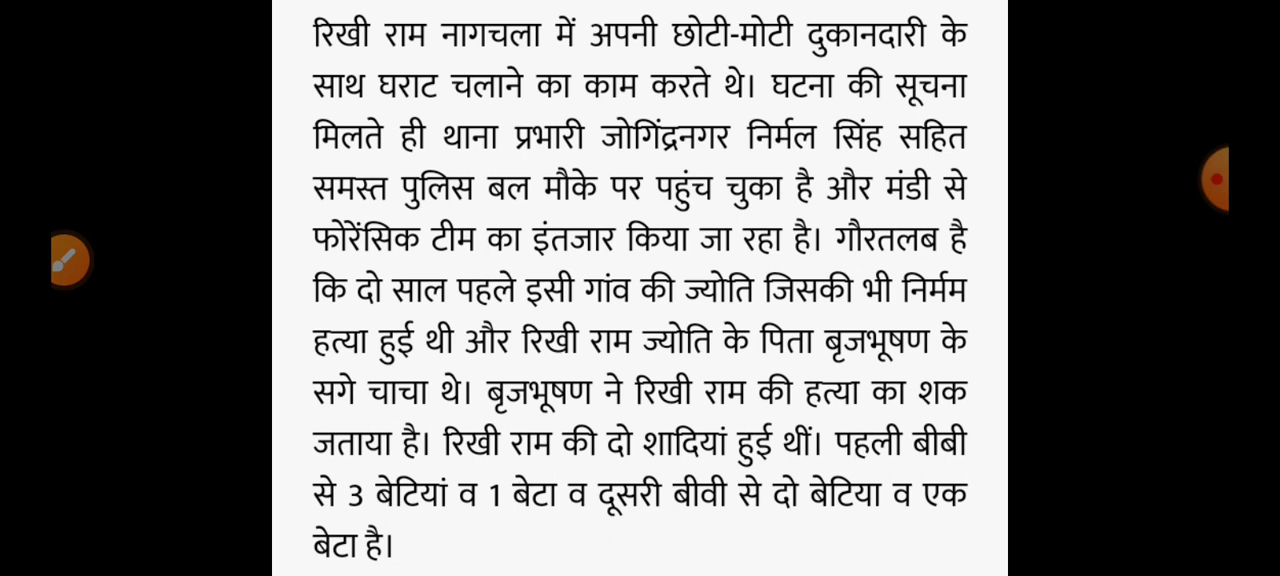 रिखी राम नागचला में अपनी छोटी-मोटी दुकानदारी के
साथ घराट चलाने का काम करते थे। घटना की सूचना
मिलते ही थाना प्रभारी जोगिंद्रनगर निर्मल सिंह सहित
समस्त पुलिस बल मौके पर पहुंच चुका है और मंडी से
फोरेंसिक टीम का इंतजार किया जा रहा है। गौरतलब है
कि दो साल पहले इसी गांव की ज्योति जिसकी भी निर्मम
हत्या हुई थी और रिखी राम ज्योति के पिता बृजभूषण के
सगे चाचा थे। बृजभूषण ने रिखी राम की हत्या का शक
जताया है। रिखी राम की दो शादियां हुई थीं। पहली बीबी
से 3 बेटियां व 1 बेटा व दूसरी बीवी से दो बेटिया व एक
बेटा है।